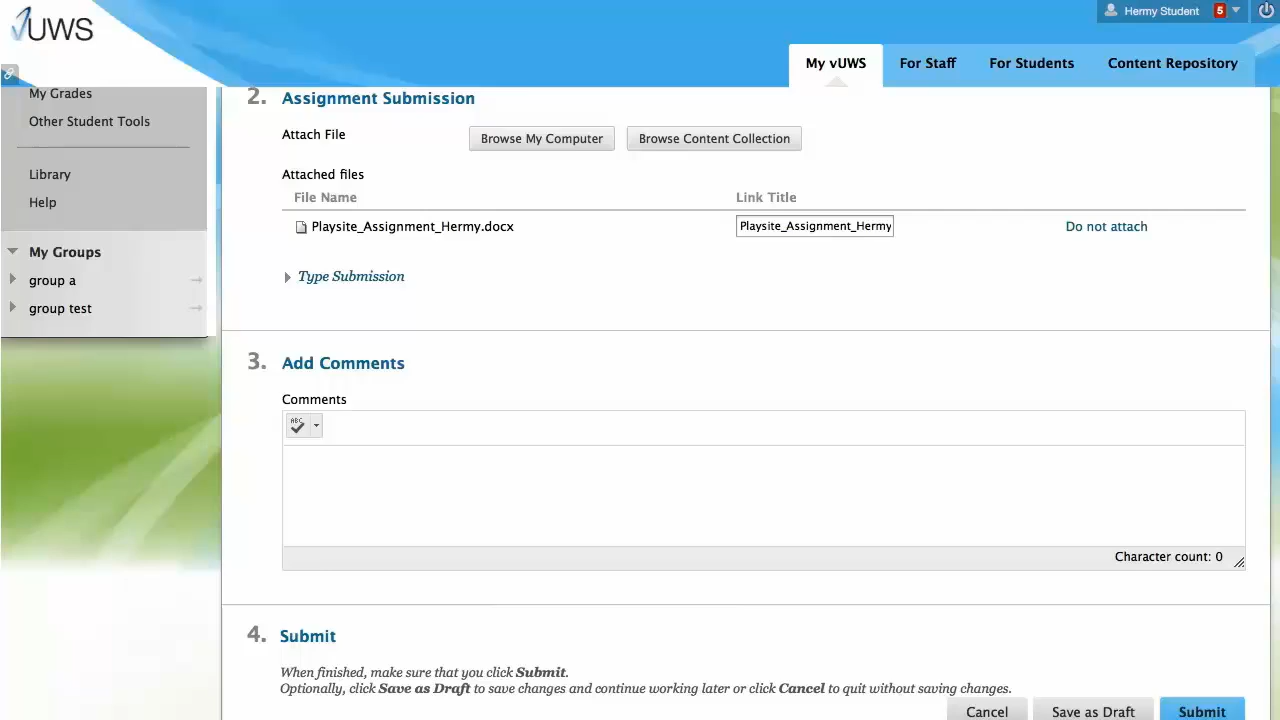 vUWS
Hermy Student 5
My vUWS For Staff For Students Content Repository
My Grades
Other Student Tools
Library
Help
My Groups
group a
group test
2. Assignment Submission
Attach File Browse My Computer Browse Content Collection
Attached files
File Name Link Title
Playsite_Assignment_Hermy.docx Playsite_Assignment_Hermy Do not attach
Type Submission
3. Add Comments
Comments
ABC
Character count: 0
4. Submit
When finished, make sure that you click Submit.
Optionally, click Save as Draft to save changes and continue working later or click Cancel to quit without saving changes.
Cancel Save as Draft Submit